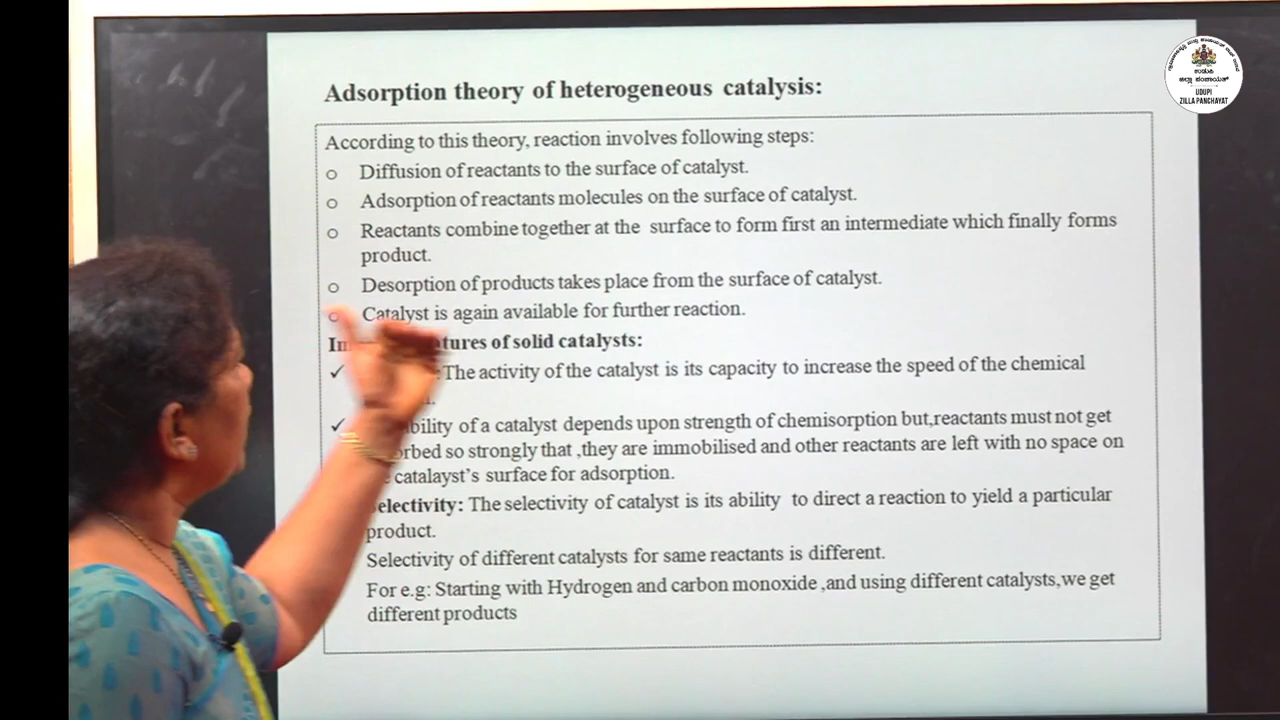 Adsorption theory of heterogeneous catalysis:
According to this theory, reaction involves following steps:
o Diffusion of reactants to the surface of catalyst.
o Adsorption of reactants molecules on the surface of catalyst.
o Reactants combine together at the surface to form first an intermediate which finally forms
product.
o Desorption of products takes place from the surface of catalyst.
o Catalyst is again available for further reaction.
of solid catalysts:
✓ The activity of the catalyst is its capacity to increase the speed of the chemical
✓ of a catalyst depends upon strength of chemisorption but,reactants must not get
so strongly that ,they are immobilised and other reactants are left with no space on
catalayst's surface for adsorption.
electivity: The selectivity of catalyst is its ability to direct a reaction to yield a particular
product.
Selectivity of different catalysts for same reactants is different.
For e.g: Starting with Hydrogen and carbon monoxide ,and using different catalysts,we get
different products
ಉಡುಪಿ
ಜಿಲ್ಲಾ ಪಂಚಾಯತ್
UDUPI
ZILLA PANCHAYAT